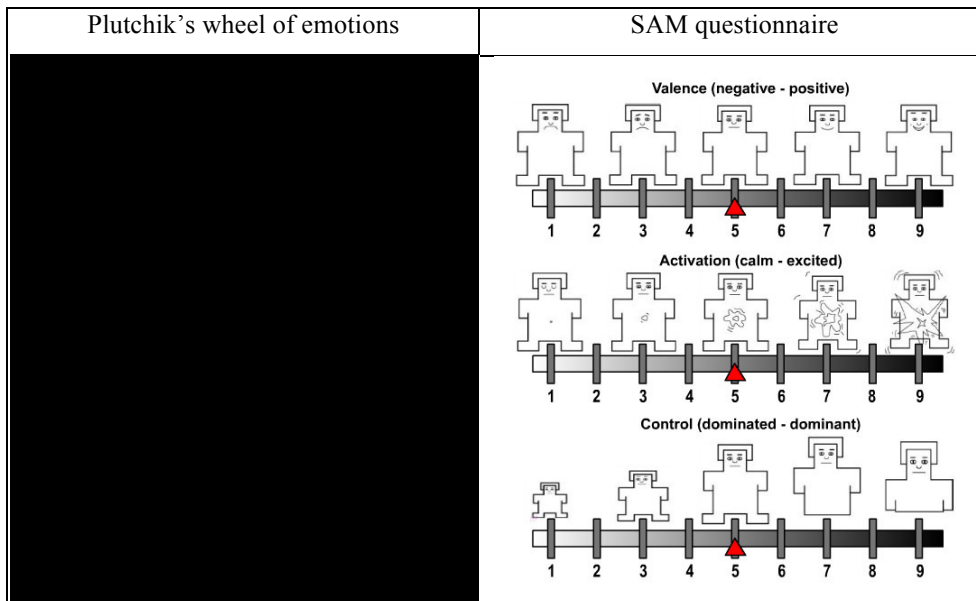 Plutchik’s wheel of emotions
SAM questionnaire
Valence (negative - positive)
1 2 3 4 5 6 7 8 9
Activation (calm - excited)
1 2 3 4 5 6 7 8 9
Control (dominated - dominant)
1 2 3 4 5 6 7 8 9